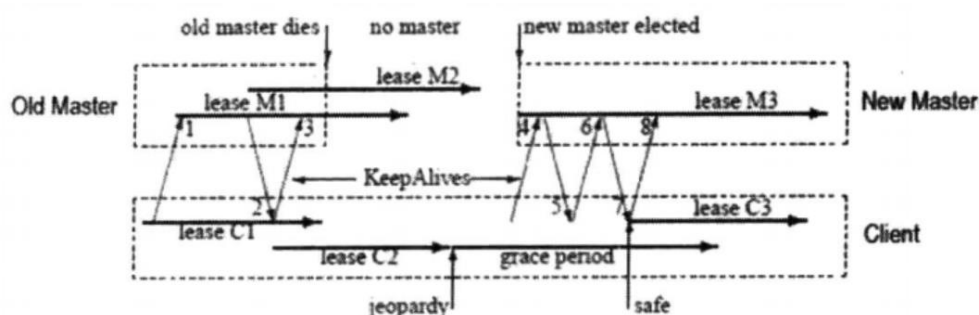 old master dies no master new master elected
lease M2
Old Master lease M1 lease M3 New Master
1 3 4 6 8
KeepAlives
2 5 7
lease C1 lease C3 Client
lease C2 grace period
jeopardy safe